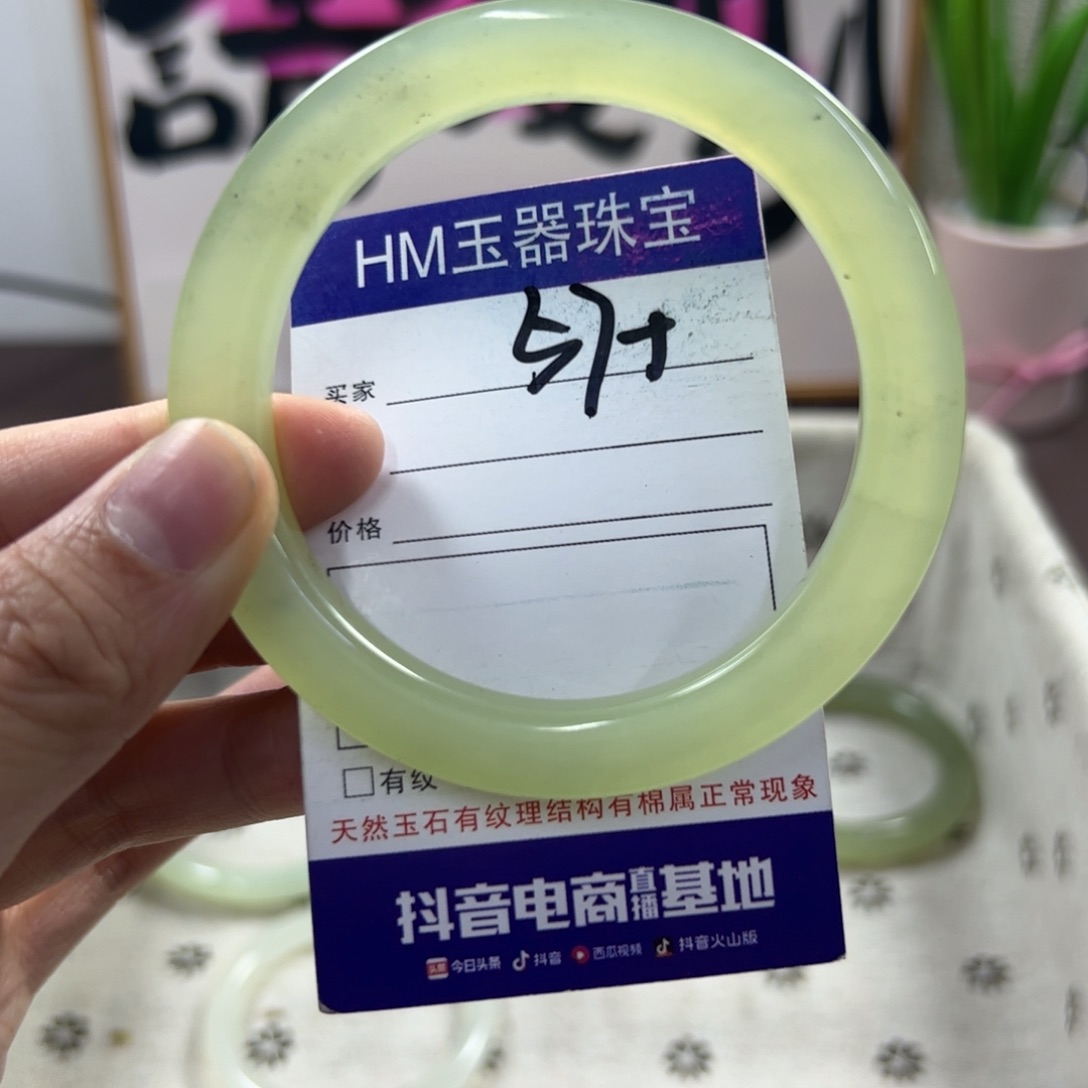 HM玉器珠宝
57+
买家
价格
有纹
天然玉石有纹理结构有棉属正常现象
抖音电商直播基地
头条 今日头条 抖音 西瓜视频 抖音火山版